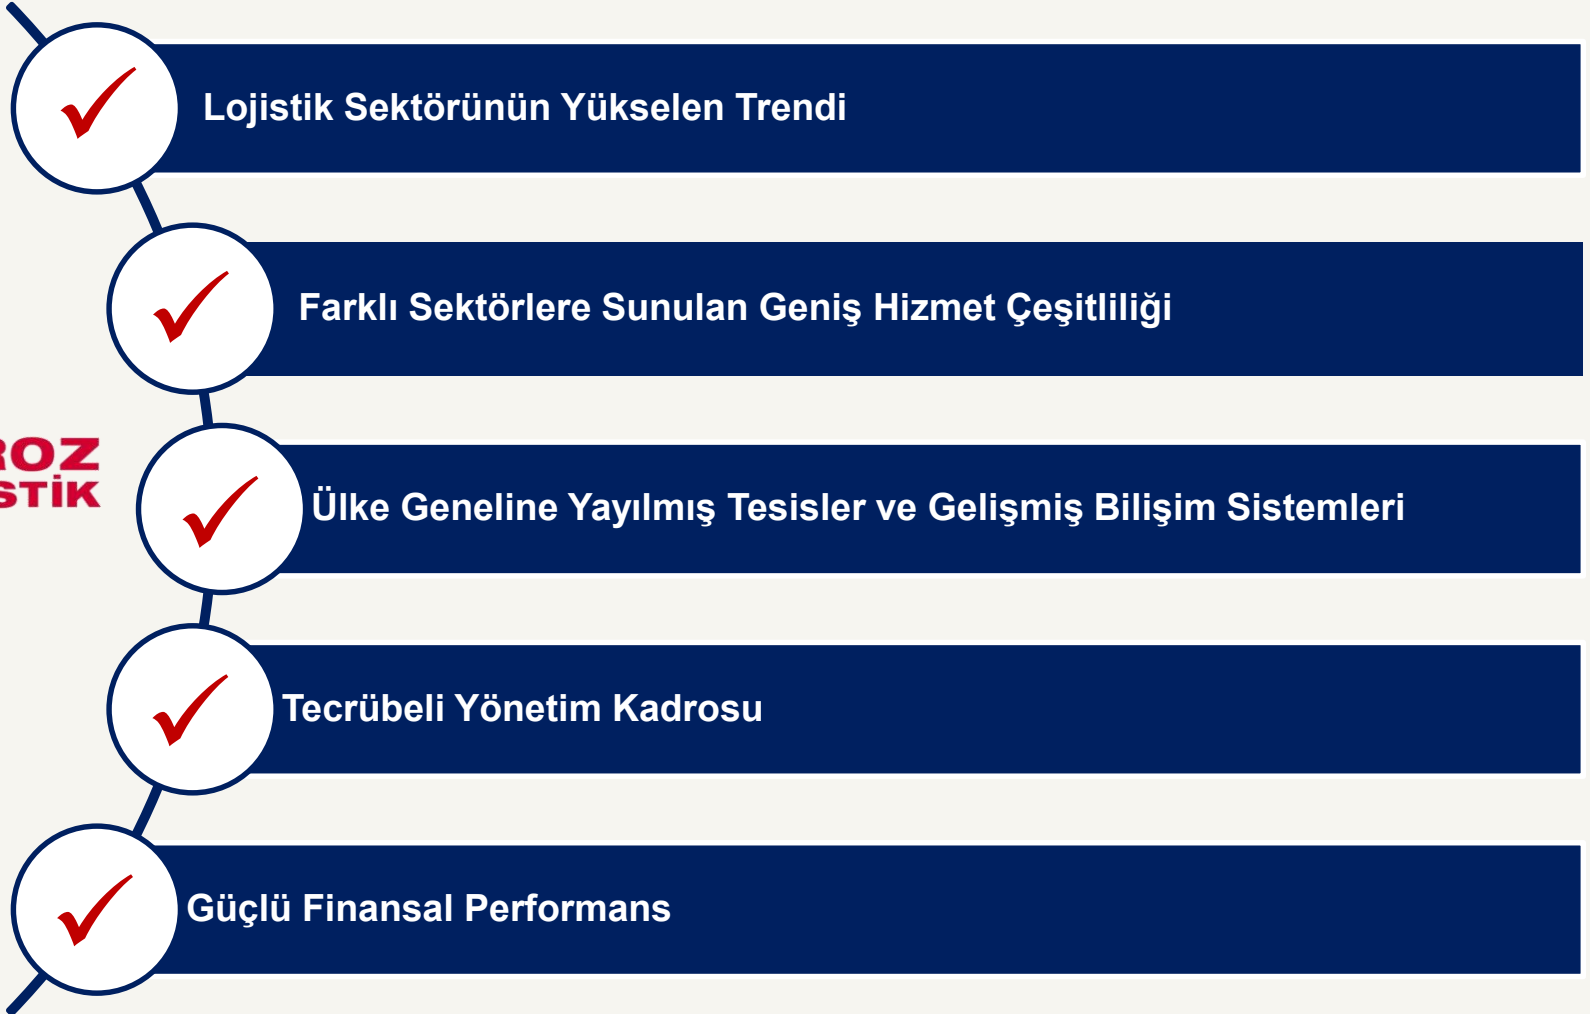 Lojistik Sektörünün Yükselen Trendi
Farklı Sektörlere Sunulan Geniş Hizmet Çeşitliliği
ROZ
STİK
Ülke Geneline Yayılmış Tesisler ve Gelişmiş Bilişim Sistemleri
Tecrübeli Yönetim Kadrosu
Güçlü Finansal Performans